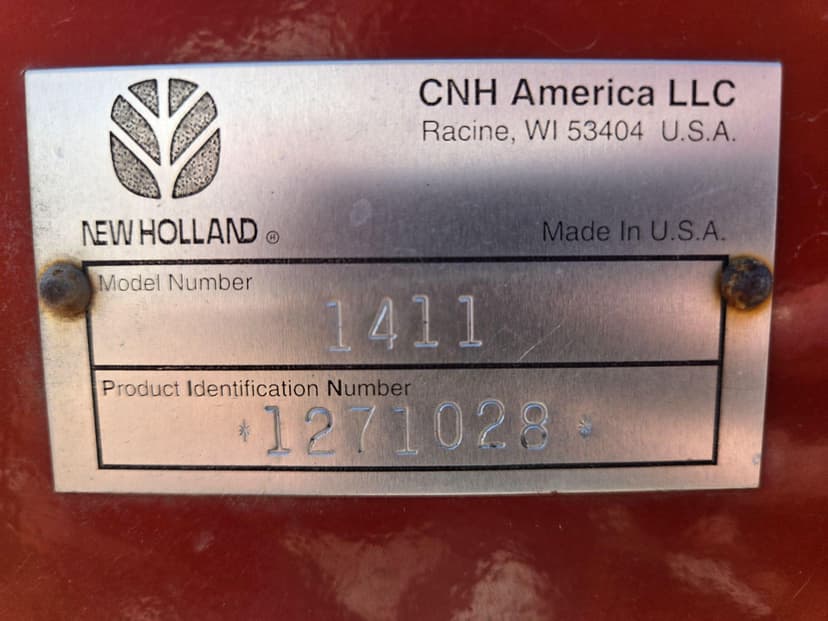 CNH America LLC
Racine, WI 53404 U.S.A.
NEW HOLLAND ®
Made In U.S.A.
Model Number
1411
Product Identification Number
*1271028*